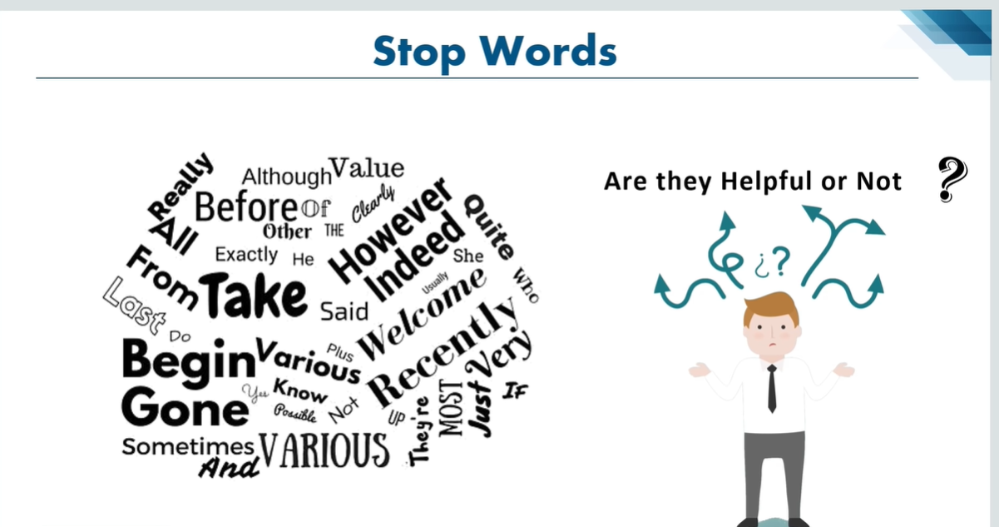 Stop Words
Really
Although Value
Before Of Clearly
All
Other THE
However
Quite
Exactly He
Indeed
She
From
Take
Usually
Who
Last
Said
Welcome
Do
Begin
Various
Plus
Recently
Very
You Know
Gone
Possible
Not
UP
They're
MOST
Just
IF
Sometimes
And
VARIOUS
Are they Helpful or Not ?
¿?